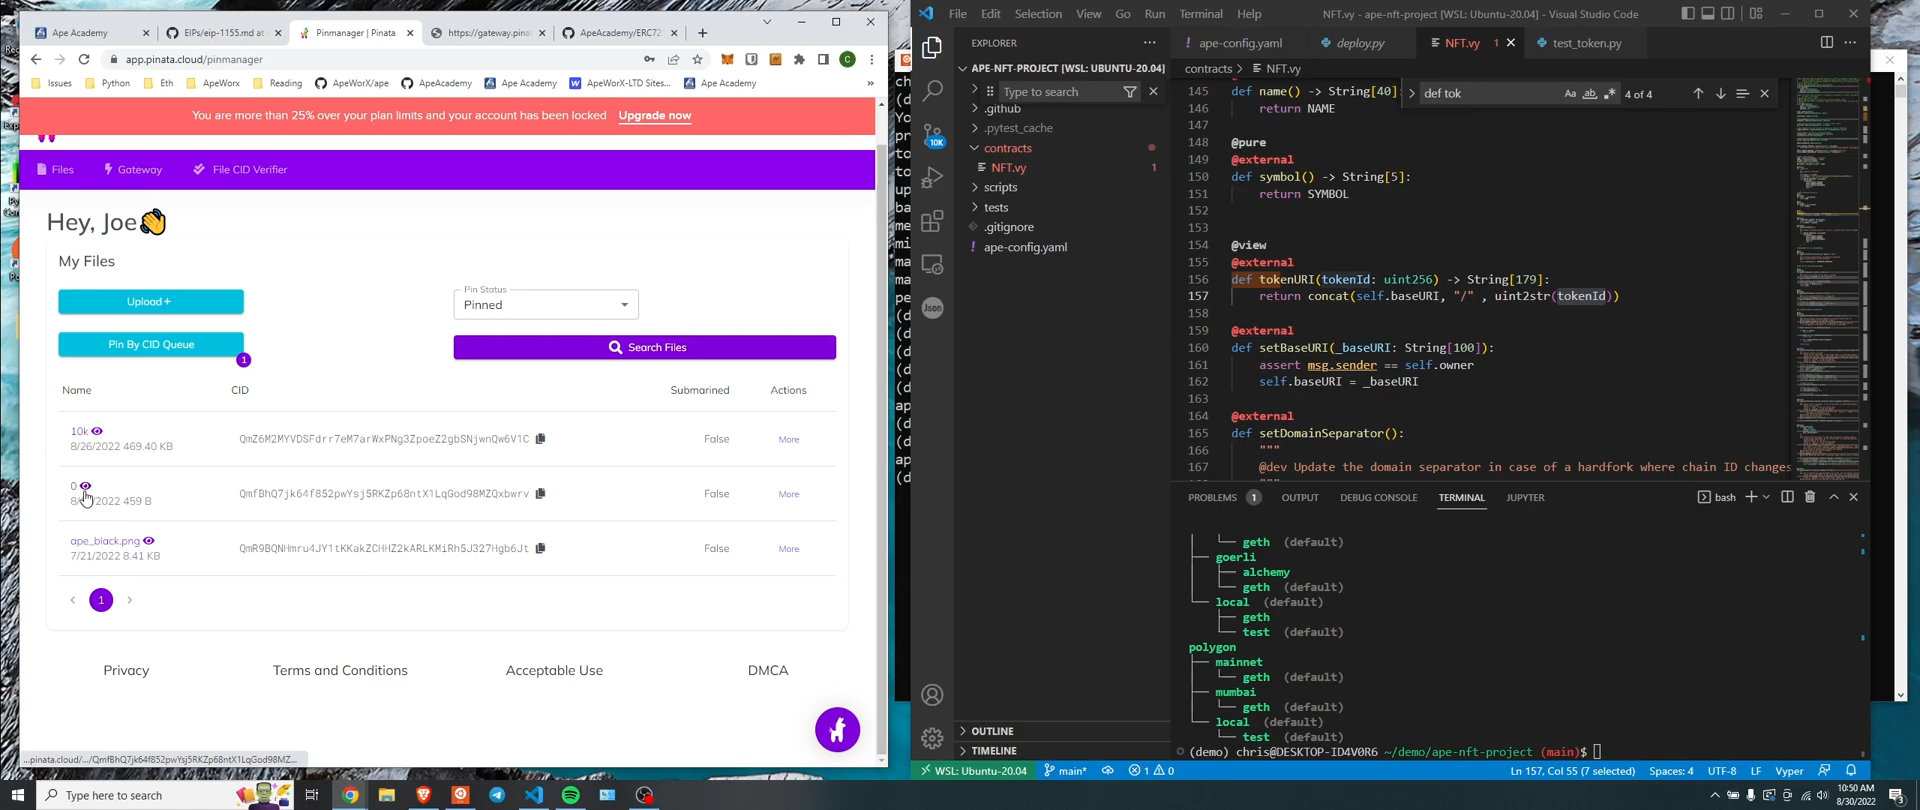 Ape Academy
EIPs/eip-1155.md at
Pinmanager | Pinata
https://gateway.pinat
ApeAcademy/ERC72
app.pinata.cloud/pinmanager
Issues
Python
Eth
ApeWorx
Reading
ApeWorX/ape
ApeAcademy
Ape Academy
ApeWorX-LTD Sites...
Ape Academy
You are more than 25% over your plan limits and your account has been locked Upgrade now
Files
Gateway
File CID Verifier
Hey, Joe👋
My Files
Upload+
Pin Status
Pinned
Pin By CID Queue
1
Search Files
Name CID Submarined Actions
10k
8/26/2022 469.40 KB
QmZ6M2MYVDSFdrr7eM7arWxPNg3ZpoeZ2gbSNjwnQw6V1C
False More
0
2022 459 B
QmfBhQ7jk64f852pwYsj5RKZp68ntX1LqGod98MZQxbwrv
False More
ape_black.png
7/21/2022 8.41 KB
QmR9BQNHmru4JY1tKKakZCHHZ2kARLKMiRh5J327Hgb6Jt
False More
1
Privacy Terms and Conditions Acceptable Use DMCA
...pinata.cloud/.../QmfBhQ7jk64f852pwYsj5RKZp68ntX1LqGod98MZ...
File Edit Selection View Go Run Terminal Help
NFT.vy - ape-nft-project [WSL: Ubuntu-20.04] - Visual Studio Code
EXPLORER
APE-NFT-PROJECT [WSL: UBUNTU-20.04]
Type to search
.github
.pytest_cache
contracts
NFT.vy 1
scripts
tests
.gitignore
ape-config.yaml
OUTLINE
TIMELINE
10K
Json
ape-config.yaml
deploy.py
NFT.vy 1
test_token.py
contracts > NFT.vy
def tok
4 of 4
145 def name() -> String[40]
146 return NAME
147
148 @pure
149 @external
150 def symbol() -> String[5]:
151 return SYMBOL
152
153
154 @view
155 @external
156 def tokenURI(tokenId: uint256) -> String[179]:
157 return concat(self.baseURI, "/" , uint2str(tokenId))
158
159 @external
160 def setBaseURI(_baseURI: String[100]):
161 assert msg.sender == self.owner
162 self.baseURI = _baseURI
163
164 @external
165 def setDomainSeparator():
166 """
167 @dev Update the domain separator in case of a hardfork where chain ID changes
PROBLEMS 1 OUTPUT DEBUG CONSOLE TERMINAL JUPYTER
bash
geth (default)
goerli
alchemy
geth (default)
local (default)
geth
test (default)
polygon
mainnet
geth (default)
mumbai
geth (default)
local (default)
test (default)
(demo) chris@DESKTOP-ID4V0R6 ~/demo/ape-nft-project (main)$
WSL: Ubuntu-20.04 main* 1 0
Ln 157, Col 55 (7 selected) Spaces: 4 UTF-8 LF Vyper
Type here to search
10:50 AM
8/30/2022